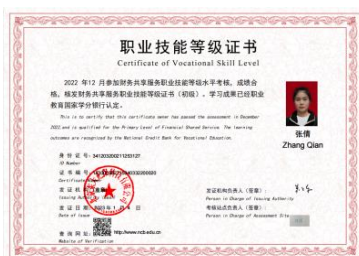 职业技能等级证书
Certificate of Vocational Skill Level
2022 年12 月参加财务共享服务职业技能等级水平考核，成绩合
格，核发财务共享服务职业技能等级证书（初级）。学习成果已经职业
教育国家学分银行认定。
This is to certify that this certificate owner has passed the assessment in December
2022,and is qualified for the Primary Level of Financial Shared Service. The learning
outcomes are recognized by the National Credit Bank for Vocational Education.
张倩
Zhang Qian
身 份 证 号：
ID Number
证 书 编 号：
Certificate
发 证 机 构
Issuing Authority
发 证 日 期
Date of Issue
查 询 网 址：http://www.ncb.edu.cn
Website of Verification
发证机构负责人（签章）：
Person in Charge of Issuing Authority
考核站点负责人（签章）：
Person in Charge of Assessment Site